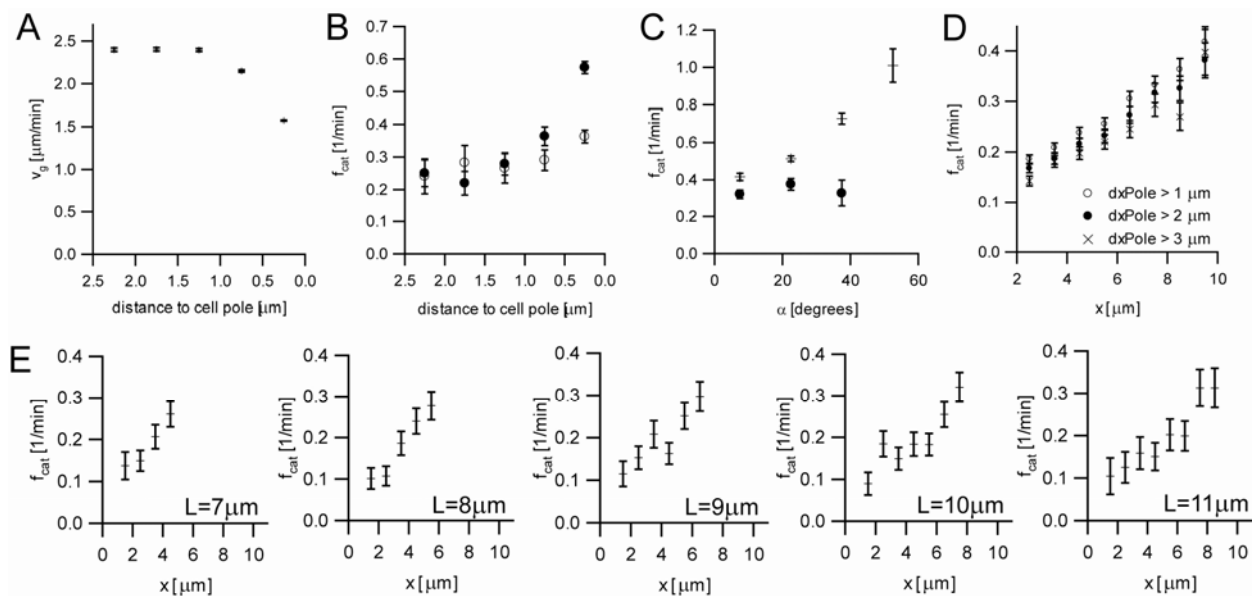 A
v_g [μm/min]
2.5
2.0
1.5
1.0
0.5
0.0
2.5 2.0 1.5 1.0 0.5 0.0
distance to cell pole [μm]
B
f_cat [1/min]
0.7
0.6
0.5
0.4
0.3
0.2
0.1
0.0
2.5 2.0 1.5 1.0 0.5 0.0
distance to cell pole [μm]
C
f_cat [1/min]
1.2
1.0
0.8
0.6
0.4
0.2
0.0
0 20 40 60
α [degrees]
D
f_cat [1/min]
0.4
0.3
0.2
0.1
0.0
2 4 6 8 10
x [μm]
dxPole > 1 μm
dxPole > 2 μm
dxPole > 3 μm
E
f_cat [1/min]
0.4
0.3
0.2
0.1
0.0
0 2 4 6 8 10
x [μm]
L=7μm
f_cat [1/min]
0.4
0.3
0.2
0.1
0.0
0 2 4 6 8 10
x [μm]
L=8μm
f_cat [1/min]
0.4
0.3
0.2
0.1
0.0
0 2 4 6 8 10
x [μm]
L=9μm
f_cat [1/min]
0.4
0.3
0.2
0.1
0.0
0 2 4 6 8 10
x [μm]
L=10μm
f_cat [1/min]
0.4
0.3
0.2
0.1
0.0
0 2 4 6 8 10
x [μm]
L=11μm